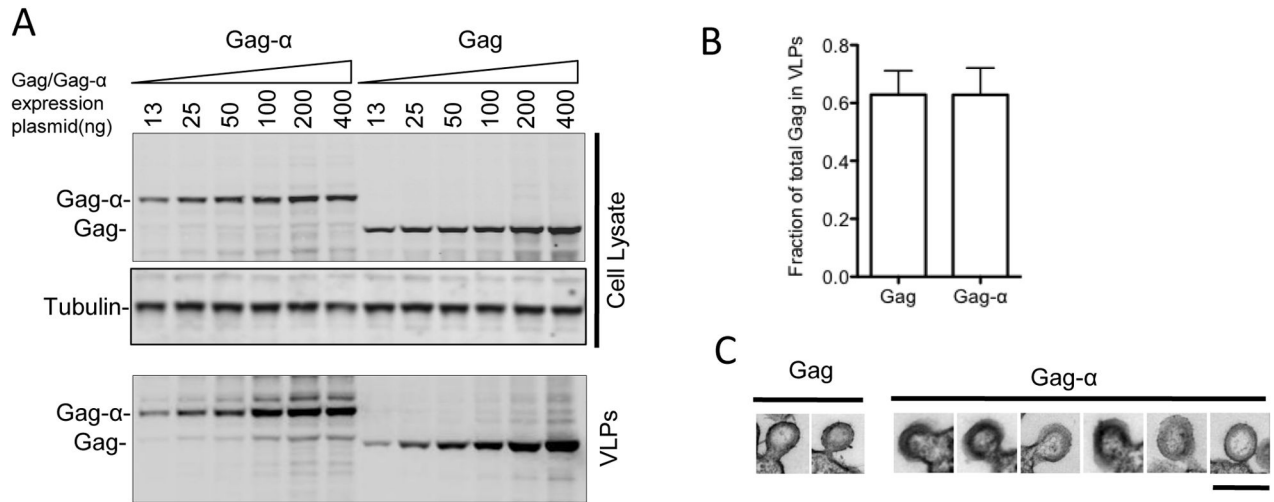 A
Gag-α Gag
Gag/Gag-α
expression
plasmid(ng)
13 25 50 100 200 400 13 25 50 100 200 400
Gag-α-
Gag-
Tubulin-
Cell Lysate
Gag-α-
Gag-
VLPs
B
Fraction of total Gag in VLPs
0.8
0.6
0.4
0.2
0.0
Gag Gag-α
C
Gag Gag-α